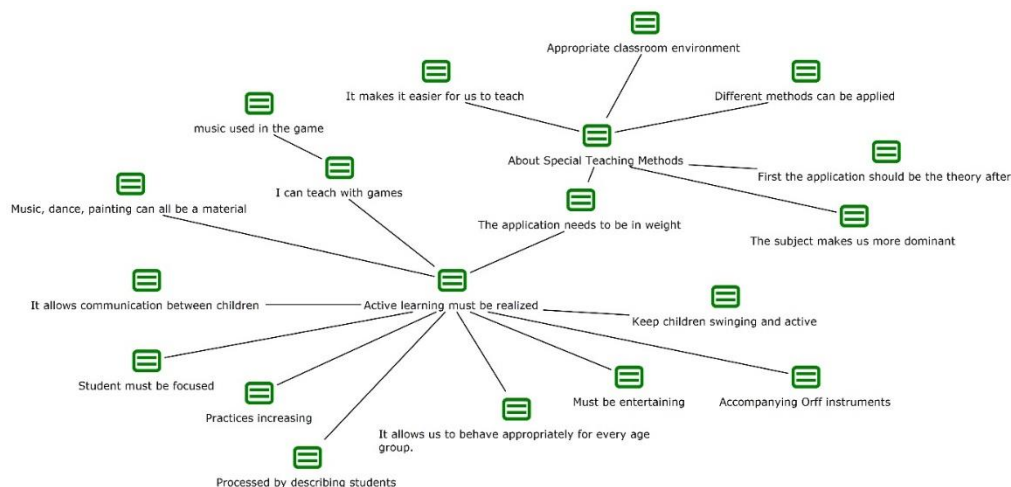 Appropriate classroom environment
It makes it easier for us to teach
Different methods can be applied
music used in the game
About Special Teaching Methods
First the application should be the theory after
I can teach with games
Music, dance, painting can all be a material
The application needs to be in weight
The subject makes us more dominant
It allows communication between children
Active learning must be realized
Keep children swinging and active
Student must be focused
Must be entertaining
Accompanying Orff instruments
Practices increasing
It allows us to behave appropriately for every age
group.
Processed by describing students